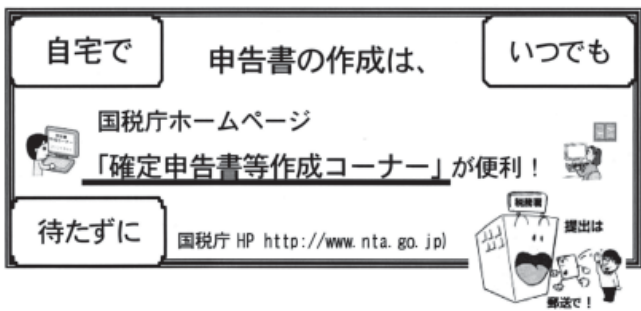 自宅で
申告書の作成は、
いつでも
国税庁ホームページ
「確定申告書等作成コーナー」が便利！
待たずに
国税庁 HP http://www.nta.go.jp)
税務署
提出は
郵送で！